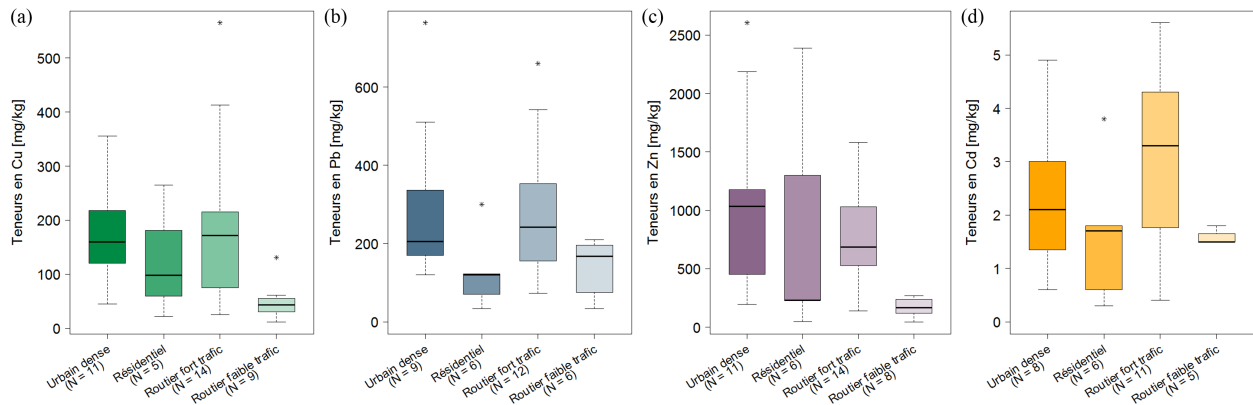 (a)
Teneurs en Cu [mg/kg]
500
400
300
200
100
0
*
*
Urbain dense
(N = 11)
Résidentiel
(N = 5)
Routier fort trafic
(N = 14)
Routier faible trafic
(N = 9)
(b)
Teneurs en Pb [mg/kg]
600
400
200
0
*
*
*
Urbain dense
(N = 9)
Résidentiel
(N = 6)
Routier fort trafic
(N = 12)
Routier faible trafic
(N = 6)
(c)
Teneurs en Zn [mg/kg]
2500
2000
1500
1000
500
0
*
Urbain dense
(N = 11)
Résidentiel
(N = 6)
Routier fort trafic
(N = 14)
Routier faible trafic
(N = 8)
(d)
Teneurs en Cd [mg/kg]
5
4
3
2
1
0
*
Urbain dense
(N = 8)
Résidentiel
(N = 6)
Routier fort trafic
(N = 11)
Routier faible trafic
(N = 5)